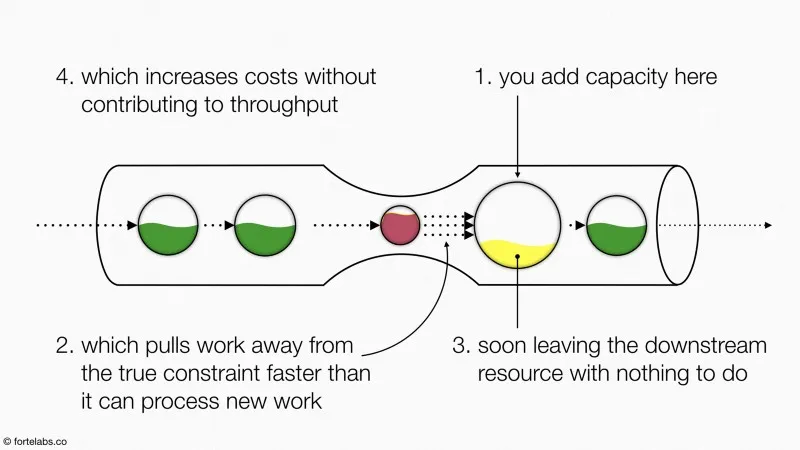 4. which increases costs without
contributing to throughput
1. you add capacity here
2. which pulls work away from
the true constraint faster than
it can process new work
3. soon leaving the downstream
resource with nothing to do
© fortelabs.co